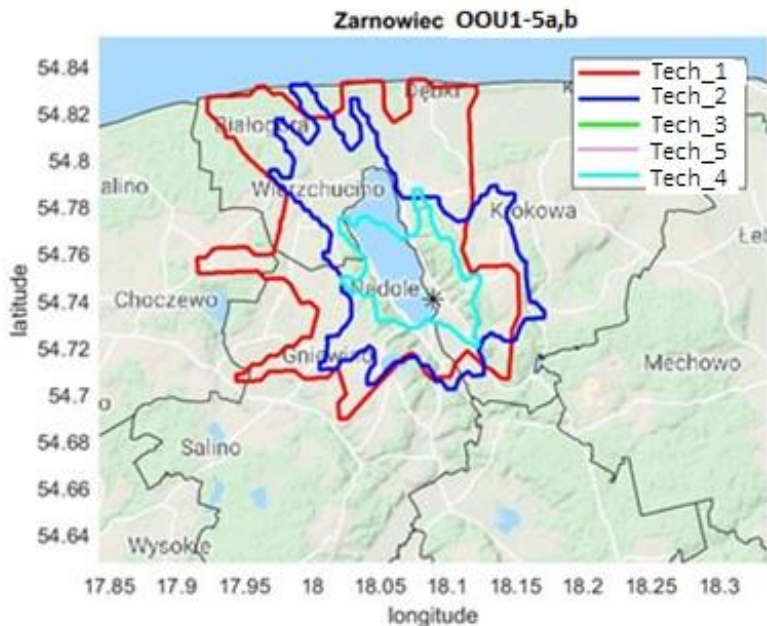 Zarnowiec OOU1-5a,b
54.84
54.82
54.8
54.78
54.76
54.74
54.72
54.7
54.68
54.66
54.64
latitude
Tech_1
Tech_2
Tech_3
Tech_5
Tech_4
Dębki
Białogóra
alino
Wierzchucino
Krokowa
Łeb
Nadole
Choczewo
Gniewino
Mechowo
o
Salino
Wysokie
17.85 17.9 17.95 18 18.05 18.1 18.15 18.2 18.25 18.3
longitude